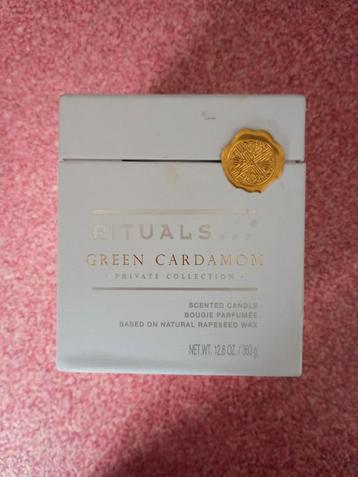 RITUALS...®
GREEN CARDAMOM
· PRIVATE COLLECTION ·
SCENTED CANDLE
BOUGIE PARFUMÉE
BASED ON NATURAL RAPESEED WAX
NET.WT. 12.6 OZ. / 360 g